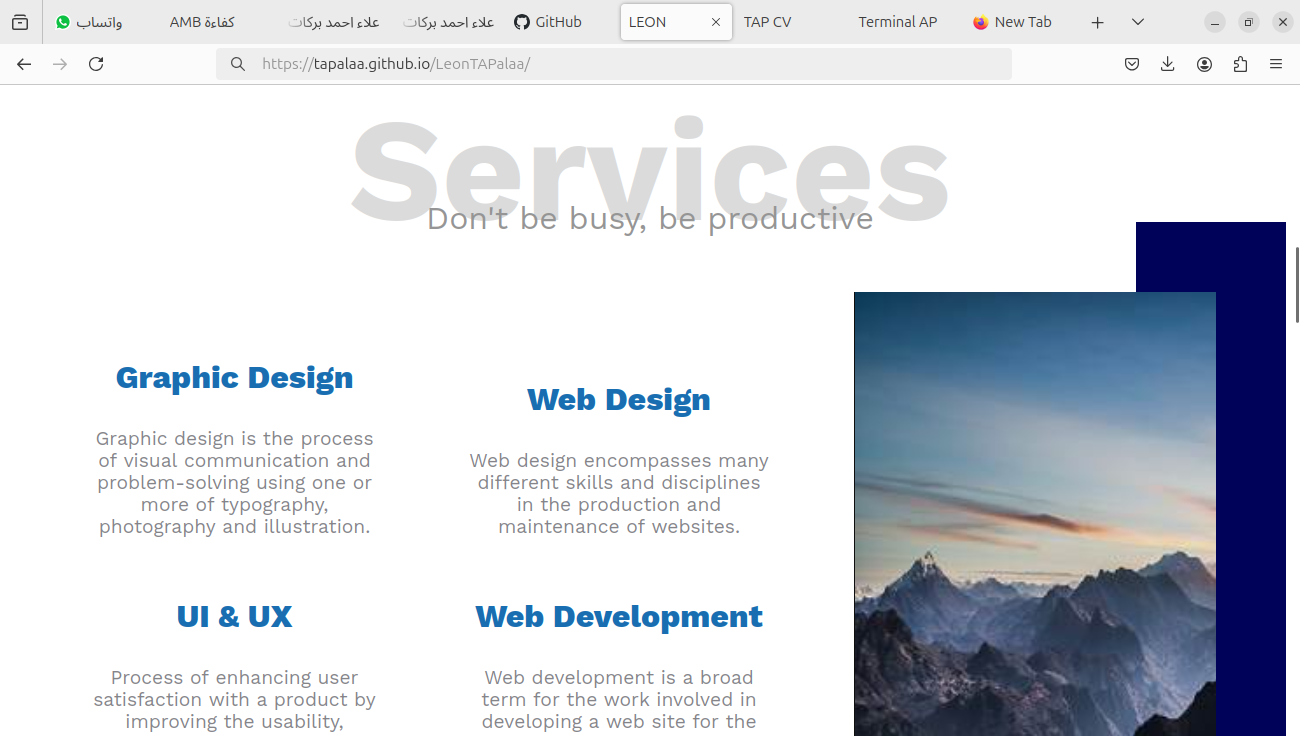 واتساب
AMB كفاءة
علاء احمد بركات
علاء احمد بركات
GitHub
LEON
TAP CV
Terminal AP
New Tab
https://tapalaa.github.io/LeonTAPalaa/
Services
Don't be busy, be productive
Graphic Design
Graphic design is the process
of visual communication and
problem-solving using one or
more of typography,
photography and illustration.
Web Design
Web design encompasses many
different skills and disciplines
in the production and
maintenance of websites.
UI & UX
Process of enhancing user
satisfaction with a product by
improving the usability,
Web Development
Web development is a broad
term for the work involved in
developing a web site for the